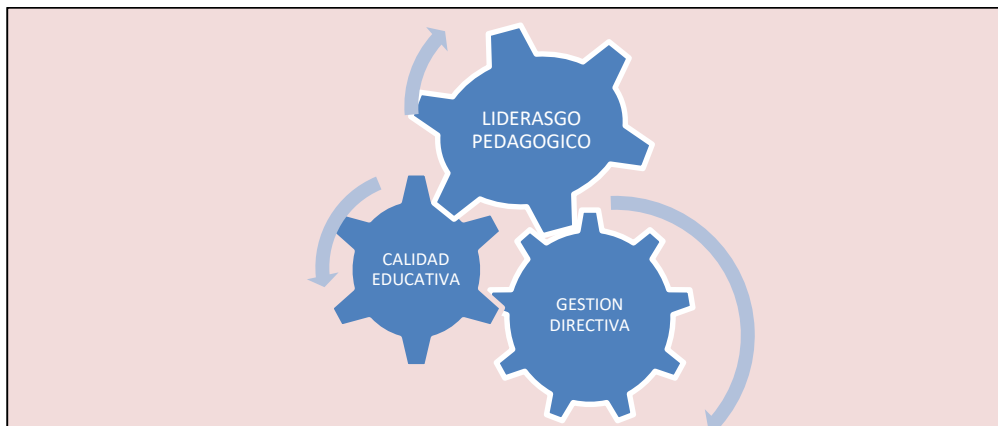 LIDERASGO
PEDAGOGICO
CALIDAD
EDUCATIVA
GESTION
DIRECTIVA